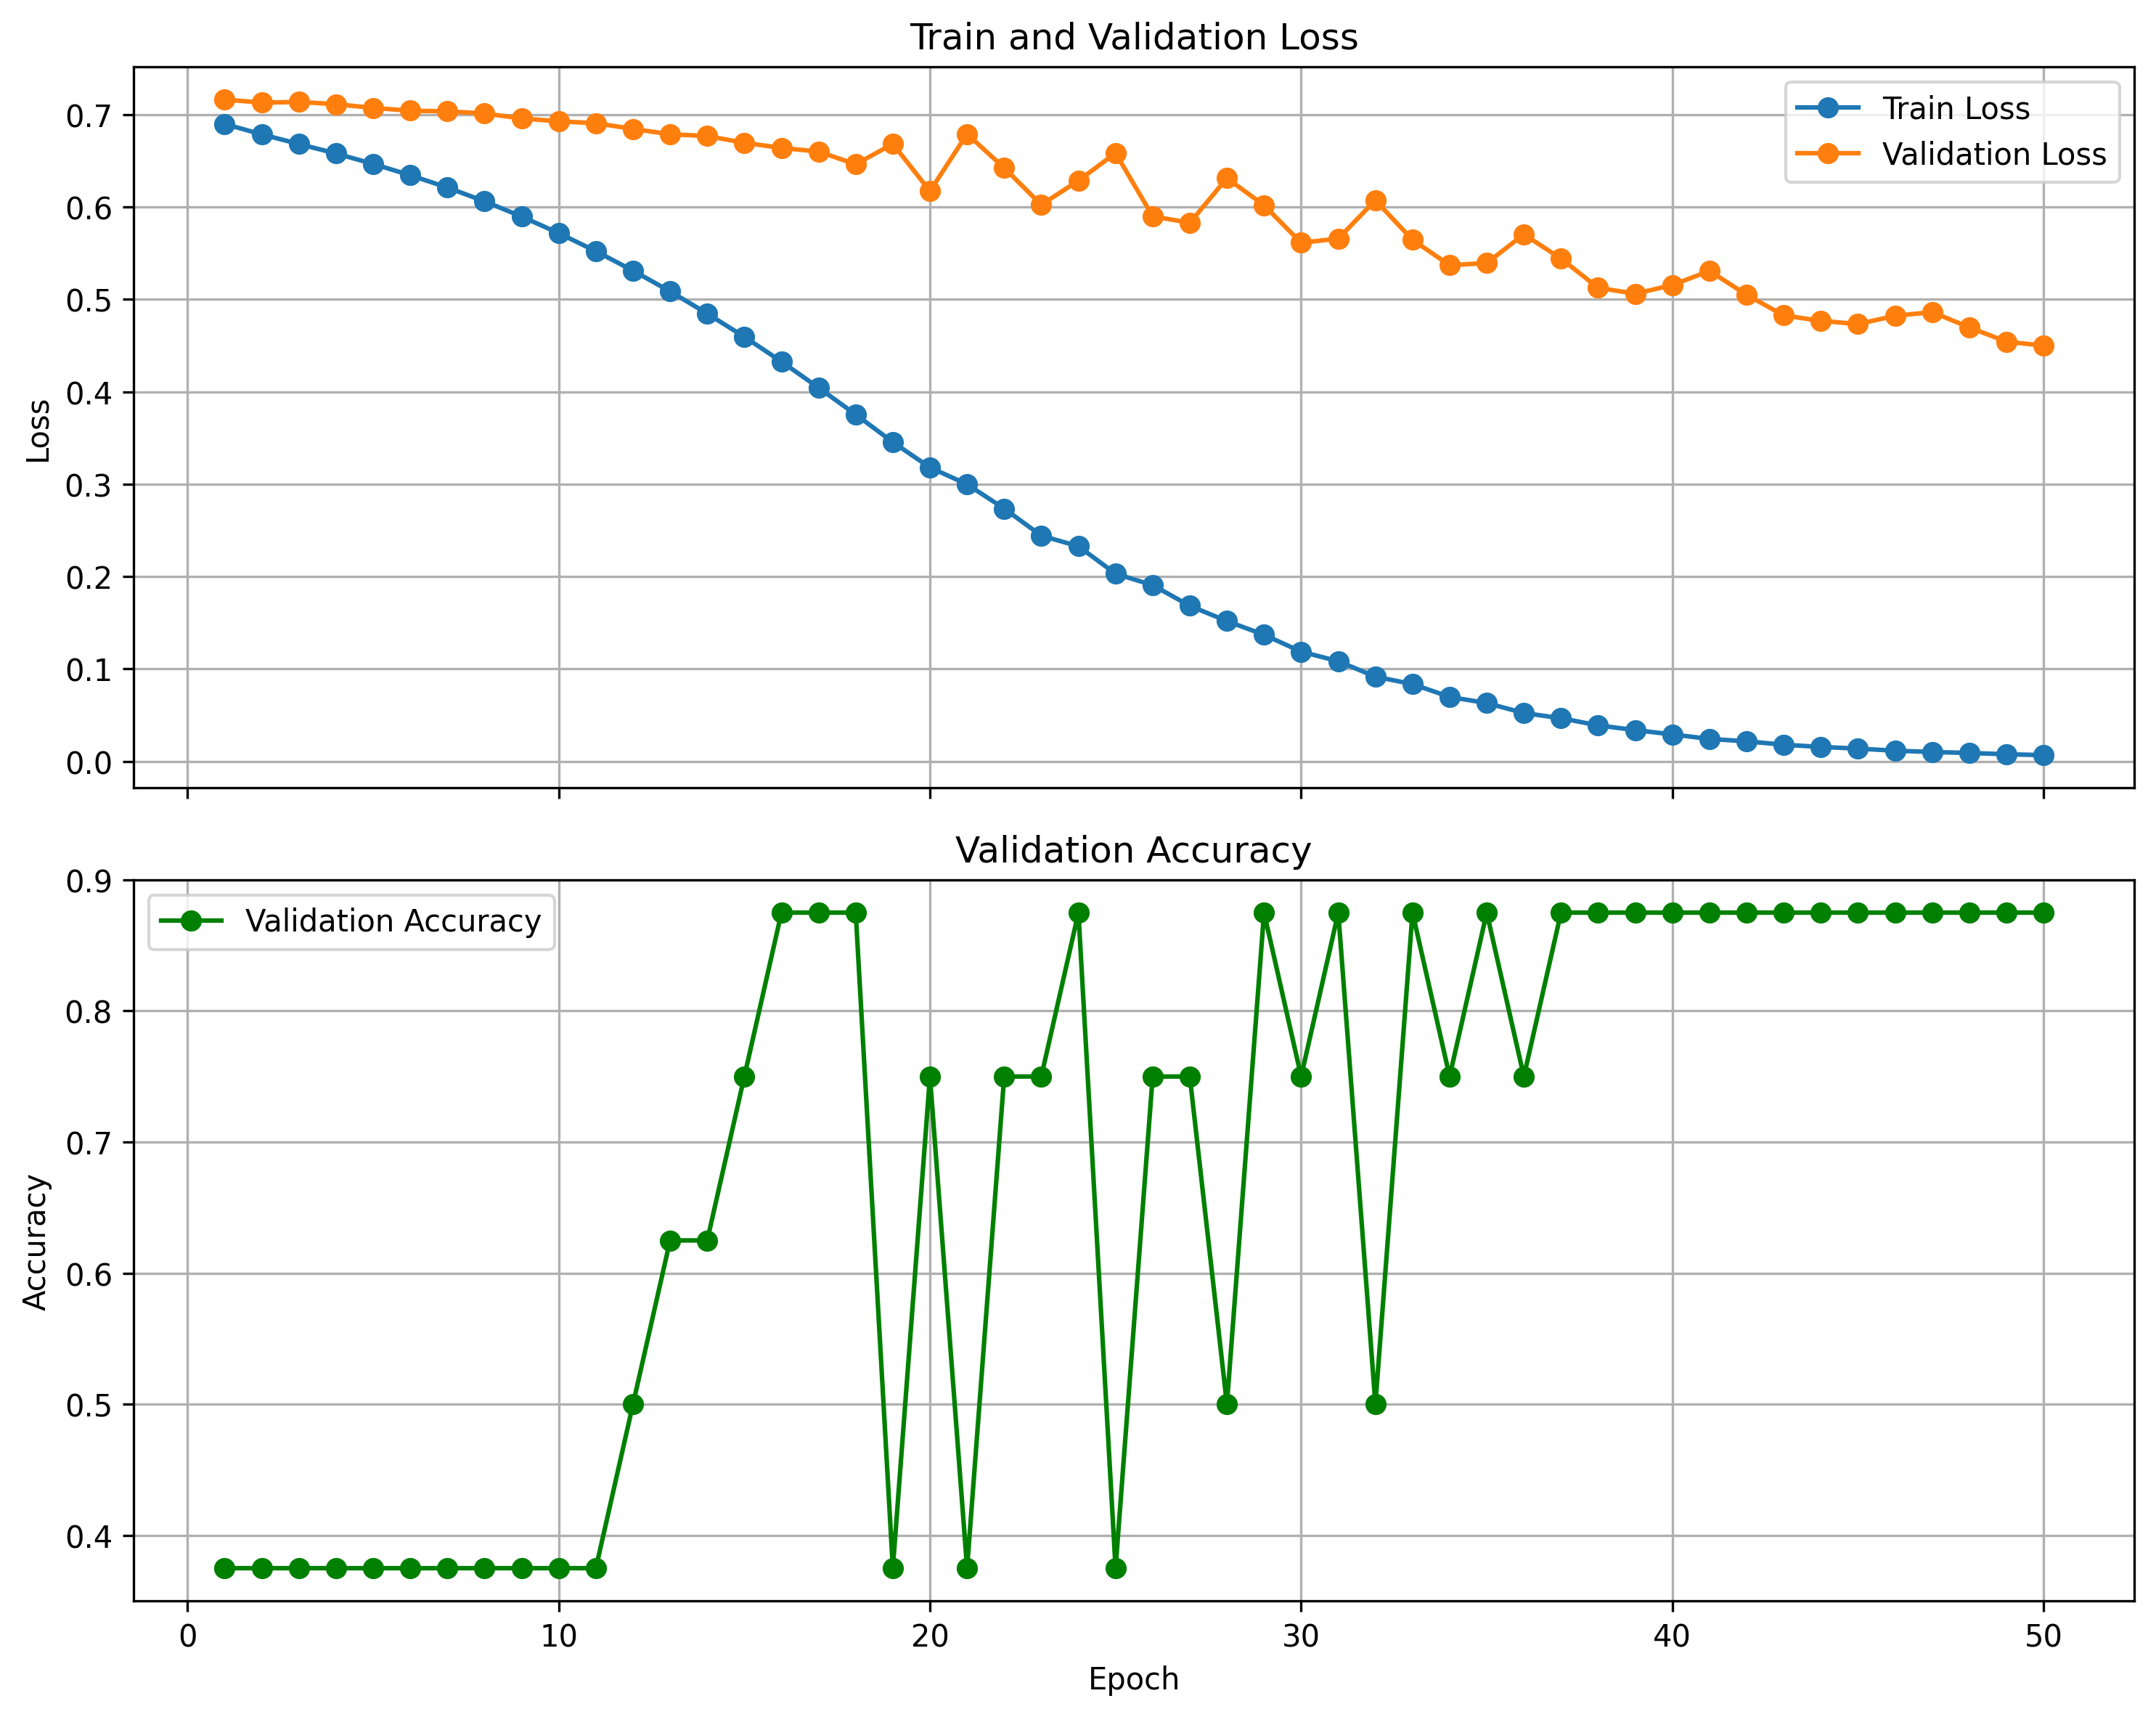 Train and Validation Loss
0.7
0.6
0.5
0.4
0.3
0.2
0.1
0.0
Loss
Train Loss
Validation Loss
Validation Accuracy
0.9
0.8
0.7
0.6
0.5
0.4
Accuracy
Validation Accuracy
0 10 20 30 40 50
Epoch